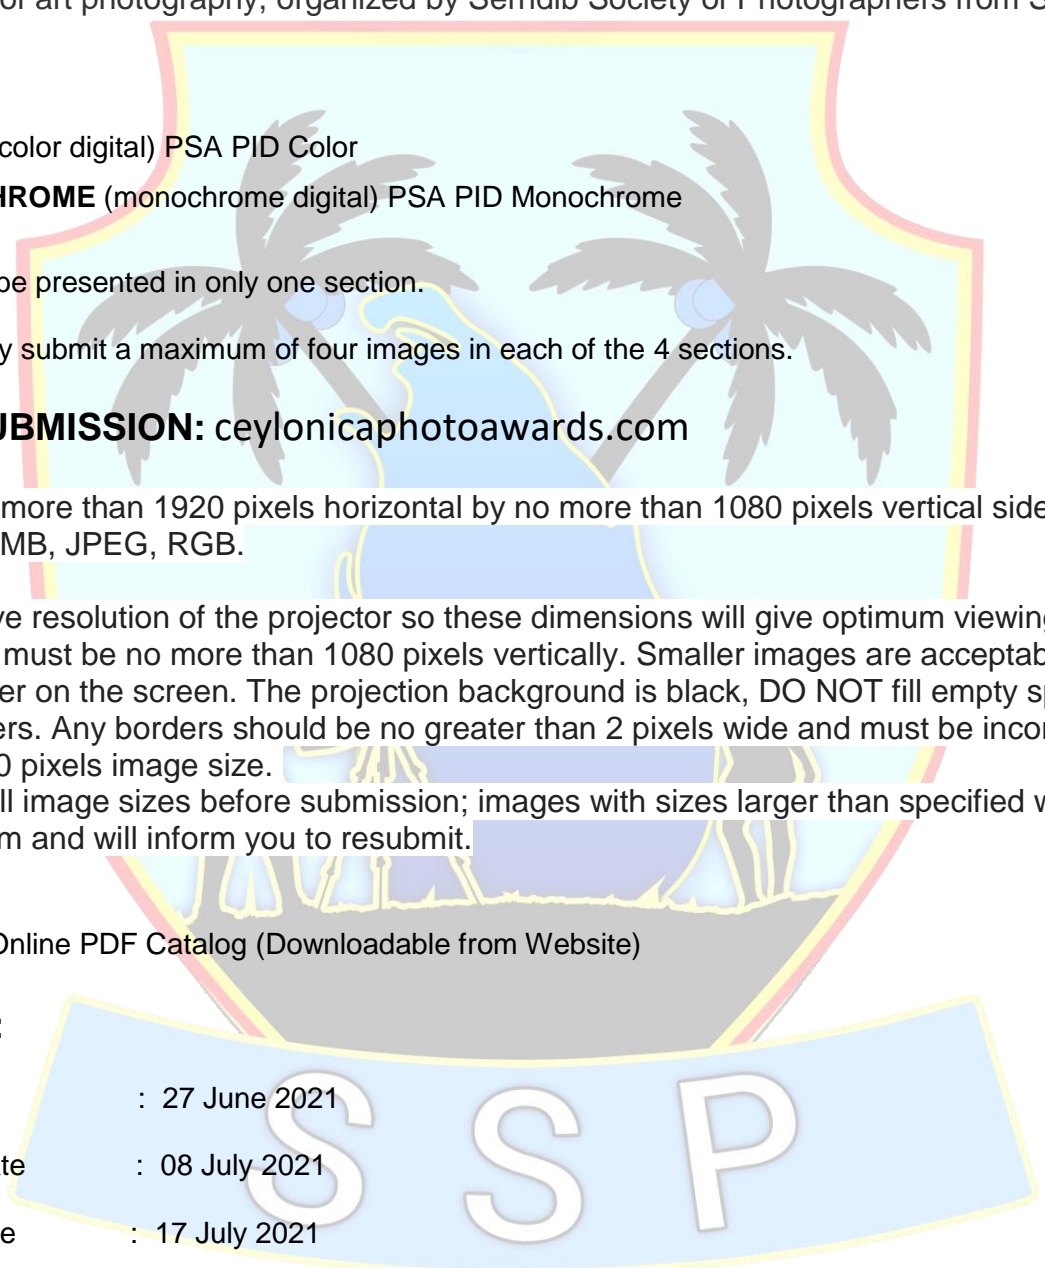 or art photography, organized by Serndib Society of Photographers from S
color digital) PSA PID Color
HROME (monochrome digital) PSA PID Monochrome
be presented in only one section.
y submit a maximum of four images in each of the 4 sections.
UBMISSION: ceylonicaphotoawards.com
more than 1920 pixels horizontal by no more than 1080 pixels vertical side
MB, JPEG, RGB.
ve resolution of the projector so these dimensions will give optimum viewing
must be no more than 1080 pixels vertically. Smaller images are acceptab
er on the screen. The projection background is black, DO NOT fill empty sp
ers. Any borders should be no greater than 2 pixels wide and must be incor
0 pixels image size.
ll image sizes before submission; images with sizes larger than specified w
m and will inform you to resubmit.
Online PDF Catalog (Downloadable from Website)
:
: 27 June 2021
te : 08 July 2021
e : 17 July 2021
SSP